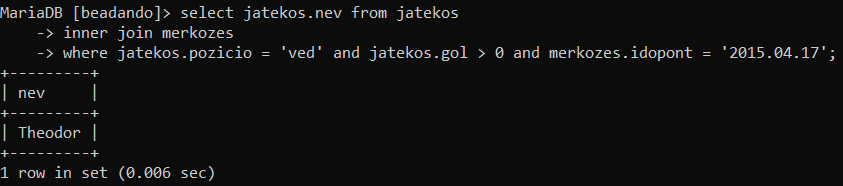 MariaDB [beadando]> select jatekos.nev from jatekos
    -> inner join merkozes
    -> where jatekos.pozicio = 'ved' and jatekos.gol > 0 and merkozes.idopont = '2015.04.17';
+---------+
| nev     |
+---------+
| Theodor |
+---------+
1 row in set (0.006 sec)